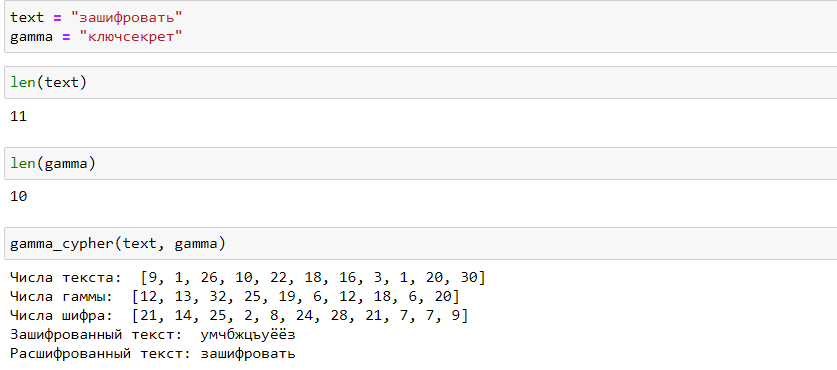 text = "зашифровать"
gamma = "ключсекрет"
len(text)
11
len(gamma)
10
gamma_cypher(text, gamma)
Числа текста:  [9, 1, 26, 10, 22, 18, 16, 3, 1, 20, 30]
Числа гаммы:  [12, 13, 32, 25, 19, 6, 12, 18, 6, 20]
Числа шифра:  [21, 14, 25, 2, 8, 24, 28, 21, 7, 7, 9]
Зашифрованный текст:  умчбжцъуёёз
Расшифрованный текст: зашифровать